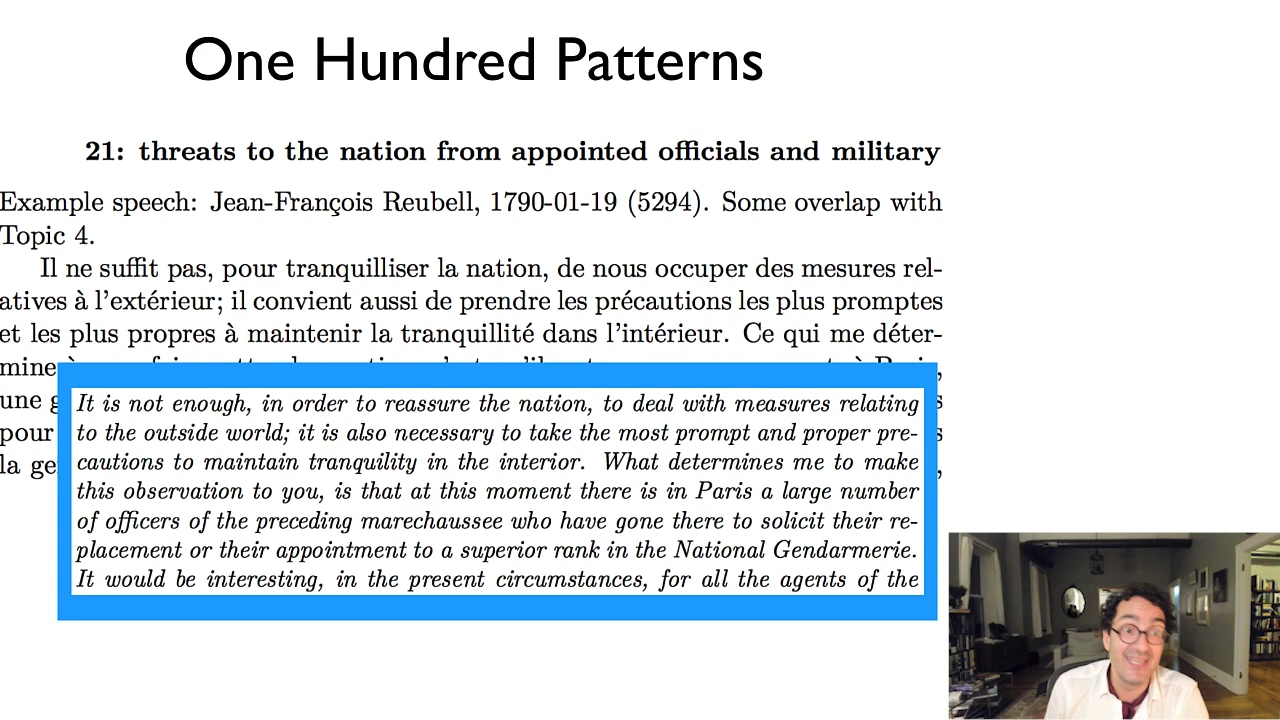 One Hundred Patterns
21: threats to the nation from appointed officials and military
Example speech: Jean-François Reubell, 1790-01-19 (5294). Some overlap with
Topic 4.
Il ne suffit pas, pour tranquilliser la nation, de nous occuper des mesures rel-
atives à l'extérieur; il convient aussi de prendre les précautions les plus promptes
et les plus propres à maintenir la tranquillité dans l'intérieur. Ce qui me déter-
mine
une
pour
la
It is not enough, in order to reassure the nation, to deal with measures relating
to the outside world; it is also necessary to take the most prompt and proper pre-
cautions to maintain tranquility in the interior. What determines me to make
this observation to you, is that at this moment there is in Paris a large number
of officers of the preceding marechaussee who have gone there to solicit their re-
placement or their appointment to a superior rank in the National Gendarmerie.
It would be interesting, in the present circumstances, for all the agents of the